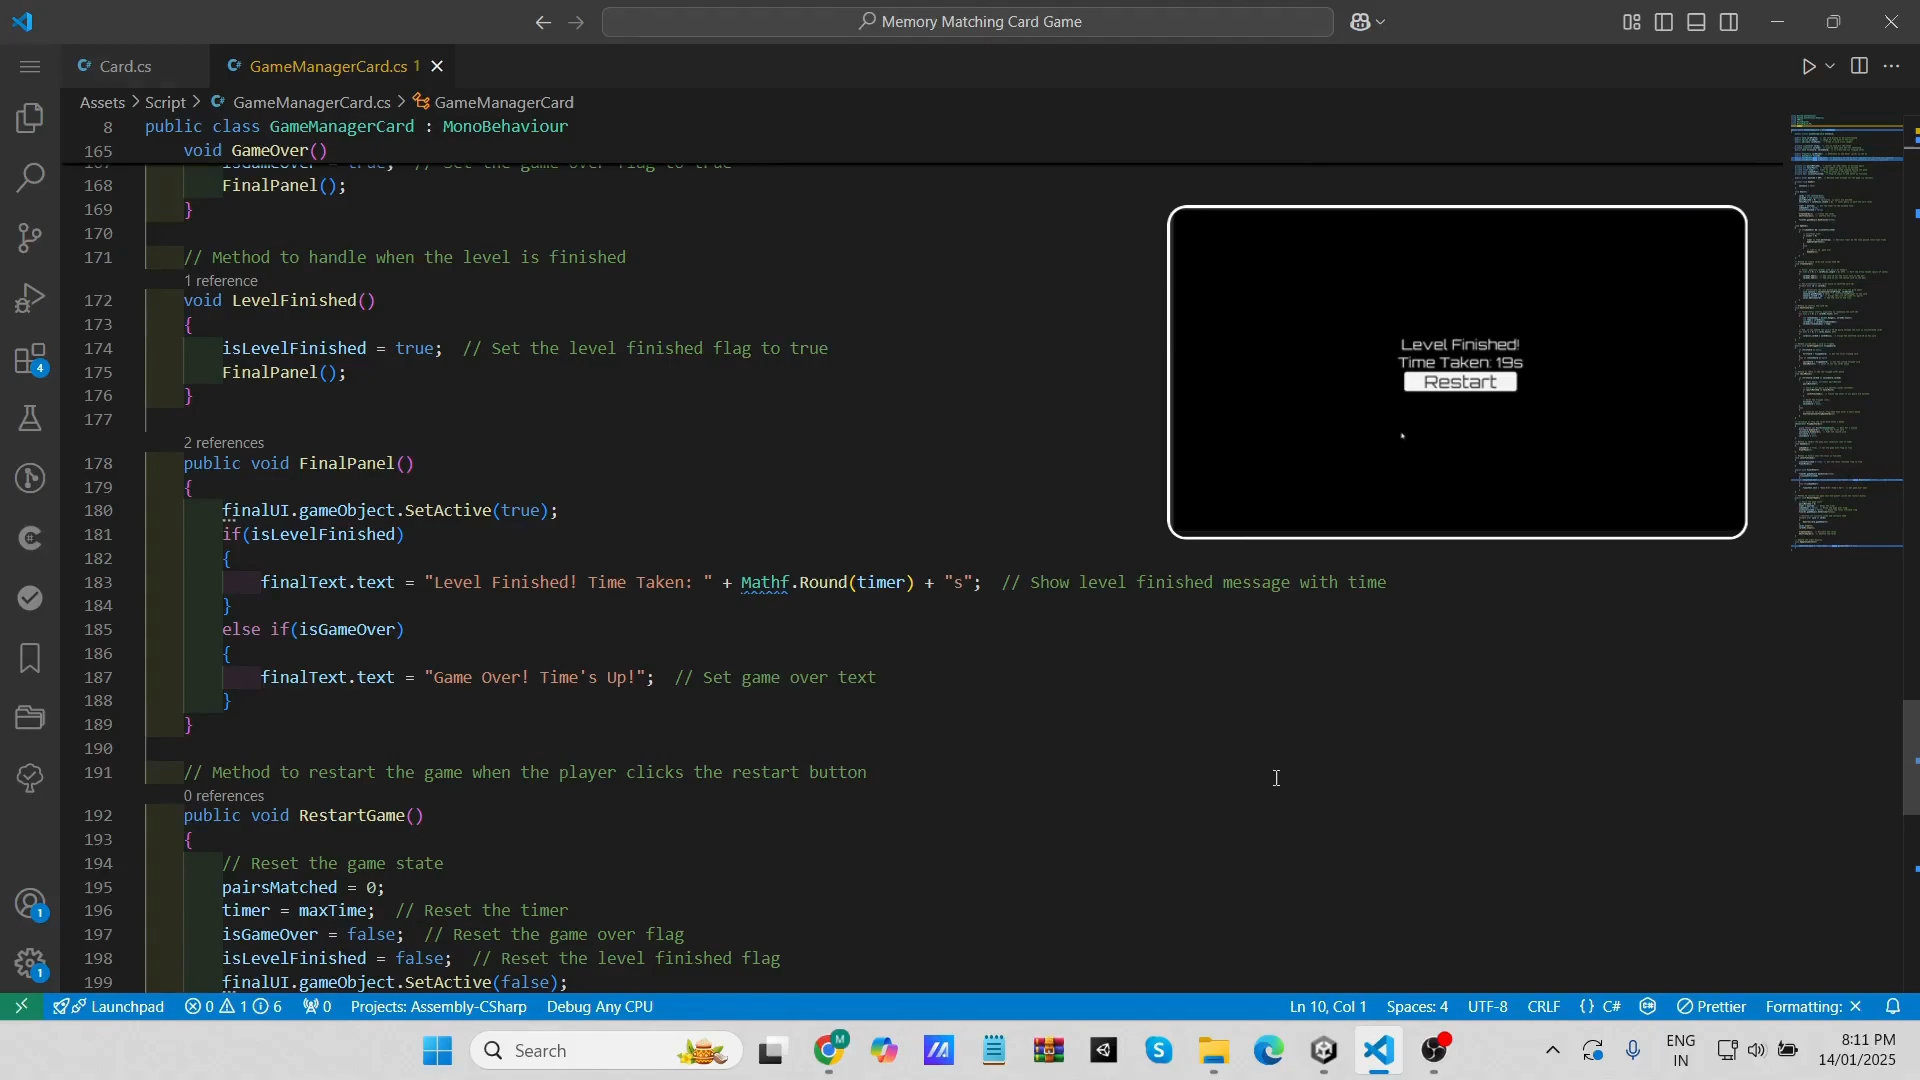 Memory Matching Card Game
Card.cs
GameManagerCard.cs 1
Assets > Script > GameManagerCard.cs > GameManagerCard
8 public class GameManagerCard : MonoBehaviour
165 void GameOver()
168 FinalPanel();
169 }
170
171 // Method to handle when the level is finished
1 reference
172 void LevelFinished()
173 {
174 isLevelFinished = true; // Set the level finished flag to true
175 FinalPanel();
176 }
177
2 references
178 public void FinalPanel()
179 {
180 finalUI.gameObject.SetActive(true);
181 if(isLevelFinished)
182 {
183 finalText.text = "Level Finished! Time Taken: " + Mathf.Round(timer) + "s"; // Show level finished message with time
184 }
185 else if(isGameOver)
186 {
187 finalText.text = "Game Over! Time's Up!"; // Set game over text
188 }
189 }
190
191 // Method to restart the game when the player clicks the restart button
0 references
192 public void RestartGame()
193 {
194 // Reset the game state
195 pairsMatched = 0;
196 timer = maxTime; // Reset the timer
197 isGameOver = false; // Reset the game over flag
198 isLevelFinished = false; // Reset the level finished flag
199 finalUI.gameObject.SetActive(false);
Level Finished!
Time Taken: 19s
Restart
4
1
1
Launchpad 0 1 6 0 Projects: Assembly-CSharp Debug Any CPU Ln 10, Col 1 Spaces: 4 UTF-8 CRLF {} C# Prettier Formatting: ×
Search
M
ENG
IN
8:11 PM
14/01/2025